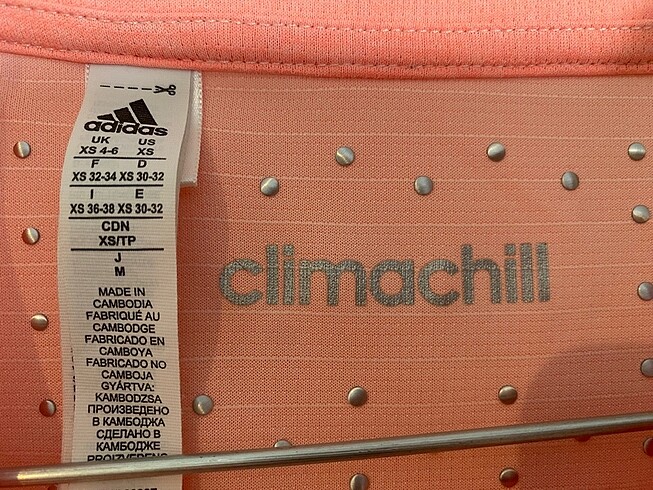 adidas
UK US
XS 4-6 XS
F D
XS 32-34 XS 30-32
I E
XS 36-38 XS 30-32
CDN
XS/TP
J
M
MADE IN
CAMBODIA
FABRIQUÉ AU
CAMBODGE
FABRICADO EN
CAMBOYA
FABRICADO NO
CAMBOJA
GYÁRTVA:
KAMBODZSA
ПРОИЗВЕДЕНО
В КАМБОДЖА
СДЕЛАНО В
КАМБОДЖЕ
PROIZVEDENO
climachill